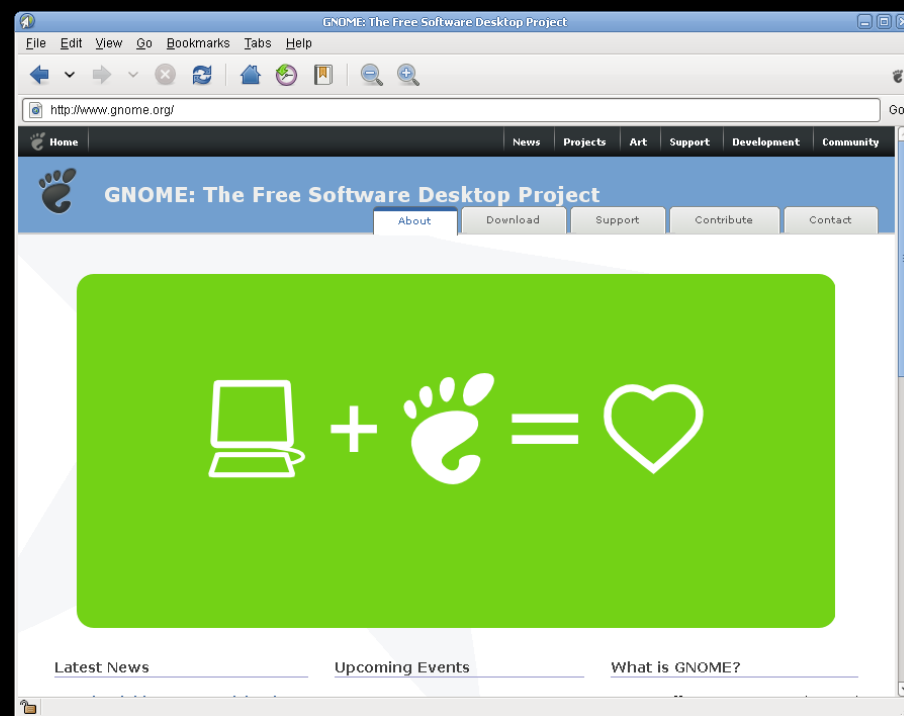 GNOME: The Free Software Desktop Project
File Edit View Go Bookmarks Tabs Help
http://www.gnome.org/ Go
Home News Projects Art Support Development Community
GNOME: The Free Software Desktop Project
About Download Support Contribute Contact
+ =
Latest News Upcoming Events What is GNOME?